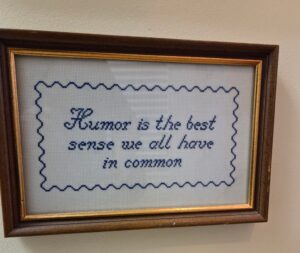 Humor is the best
sense we all have
in common